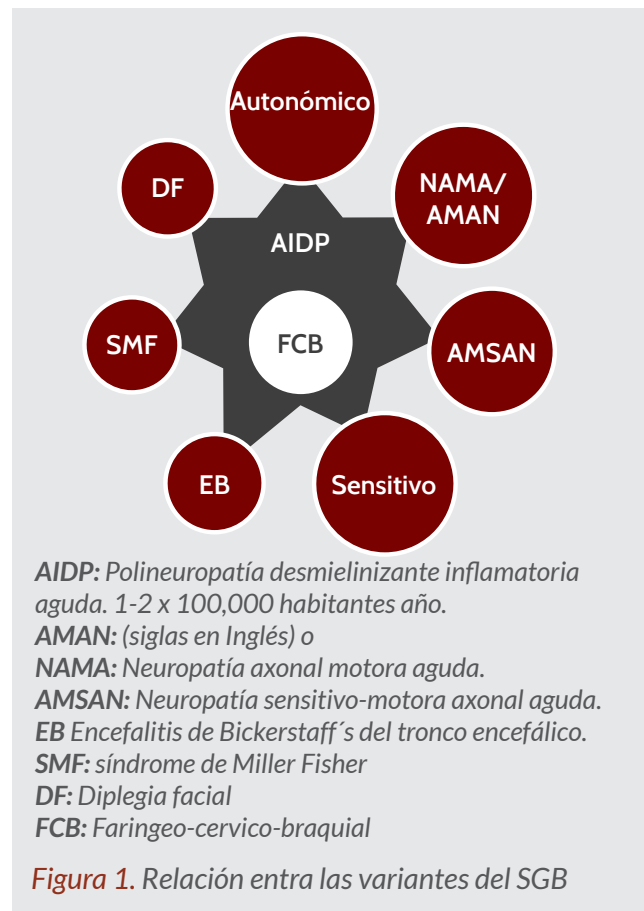 Autonómico
DF
NAMA/
AMAN
AIDP
SMF
FCB
AMSAN
EB
Sensitivo
AIDP: Polineuropatía desmielinizante inflamatoria
aguda. 1-2 x 100,000 habitantes año.
AMAN: (siglas en Inglés) o
NAMA: Neuropatía axonal motora aguda.
AMSAN: Neuropatía sensitivo-motora axonal aguda.
EB Encefalitis de Bickerstaff´s del tronco encefálico.
SMF: síndrome de Miller Fisher
DF: Diplegia facial
FCB: Faringeo-cervico-braquial
Figura 1. Relación entra las variantes del SGB